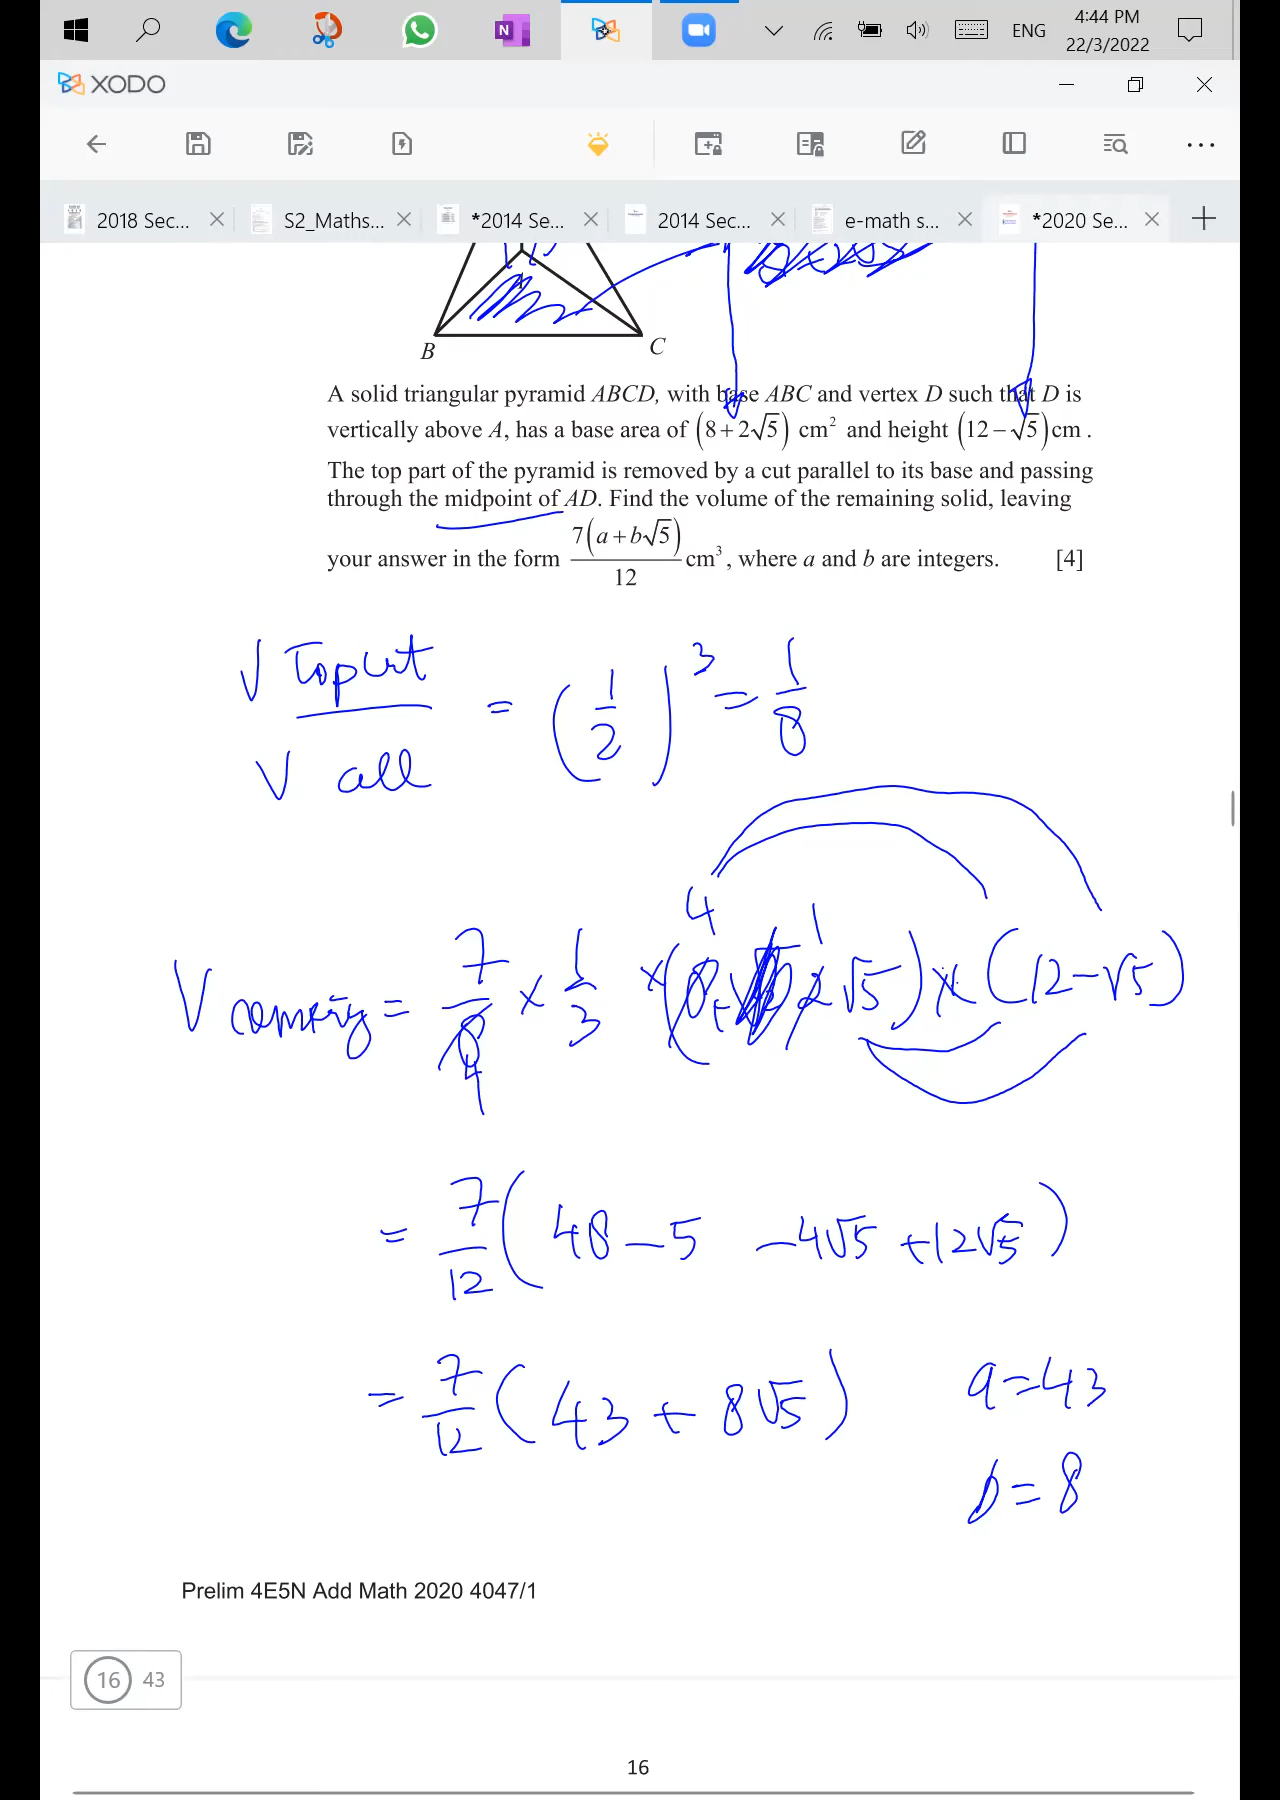 4:44 PM
ENG
22/3/2022
XODO
2018 Sec...
S2_Maths...
*2014 Se...
2014 Sec...
e-math s...
*2020 Se...
B
C
A solid triangular pyramid ABCD, with base ABC and vertex D such that D is
vertically above A, has a base area of (8+2√5) cm² and height (12−√5)cm.
The top part of the pyramid is removed by a cut parallel to its base and passing
through the midpoint of AD. Find the volume of the remaining solid, leaving
your answer in the form 7(a+b√5)/12 cm³, where a and b are integers. [4]
V top cut / V all = (1/2)³ = 1/8
4 1
V = 7/8 × 1/3 × (8+ 2√5) × (12−√5)
4
= 7/12 (48 − 5 − 4√5 + 12√5)
= 7/12 (43 + 8√5) a=43
b=8
Prelim 4E5N Add Math 2020 4047/1
16 43
16